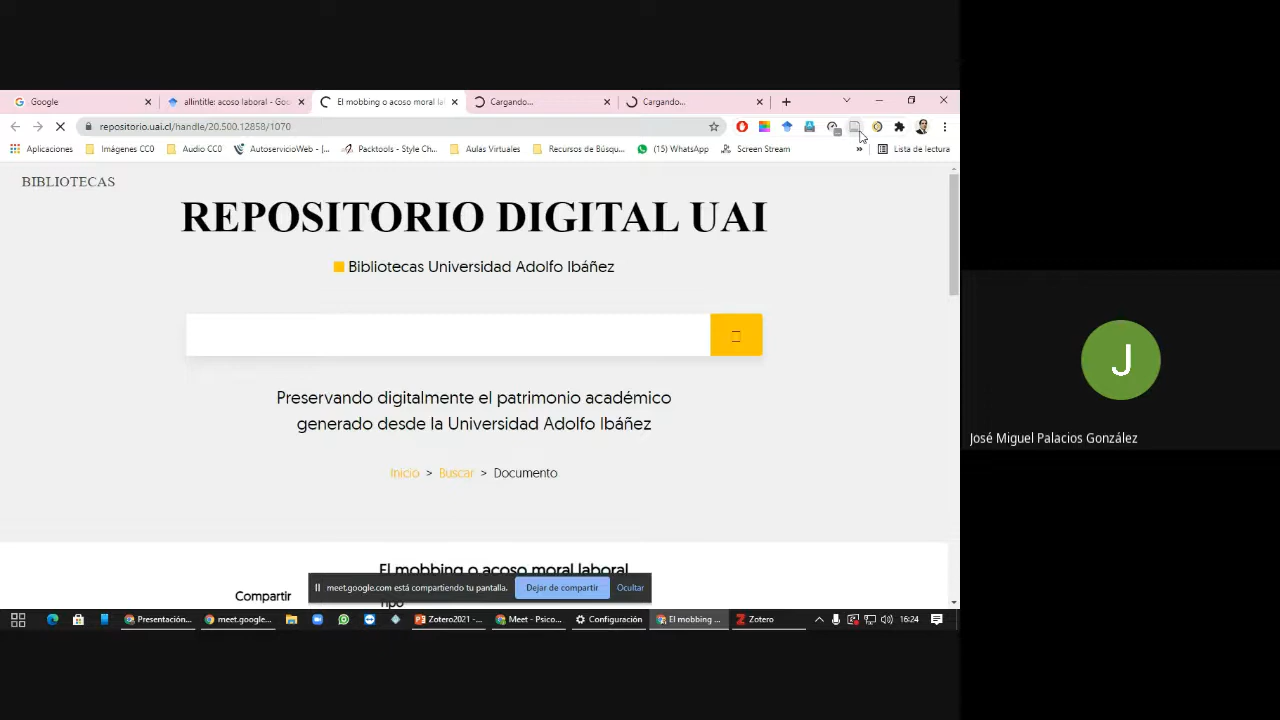 Google
allintitle: acoso laboral - Goo
El mobbing o acoso moral la
Cargando...
Cargando...
repositorio.uai.cl/handle/20.500.12858/1070
Aplicaciones
Imágenes CC0
Audio CC0
AutoservicioWeb - |...
Packtools - Style Ch...
Aulas Virtuales
Recursos de Búsqu...
(15) WhatsApp
Screen Stream
»
Lista de lectura
BIBLIOTECAS
REPOSITORIO DIGITAL UAI
Bibliotecas Universidad Adolfo Ibáñez
Preservando digitalmente el patrimonio académico
generado desde la Universidad Adolfo Ibáñez
Inicio > Buscar > Documento
El mobbing o acoso moral laboral
Compartir
Tipo
meet.google.com está compartiendo tu pantalla.
Dejar de compartir
Ocultar
Presentación...
meet.google...
Zotero2021 -...
Meet - Psico...
Configuración
El mobbing ...
Zotero
16:24
J
José Miguel Palacios González